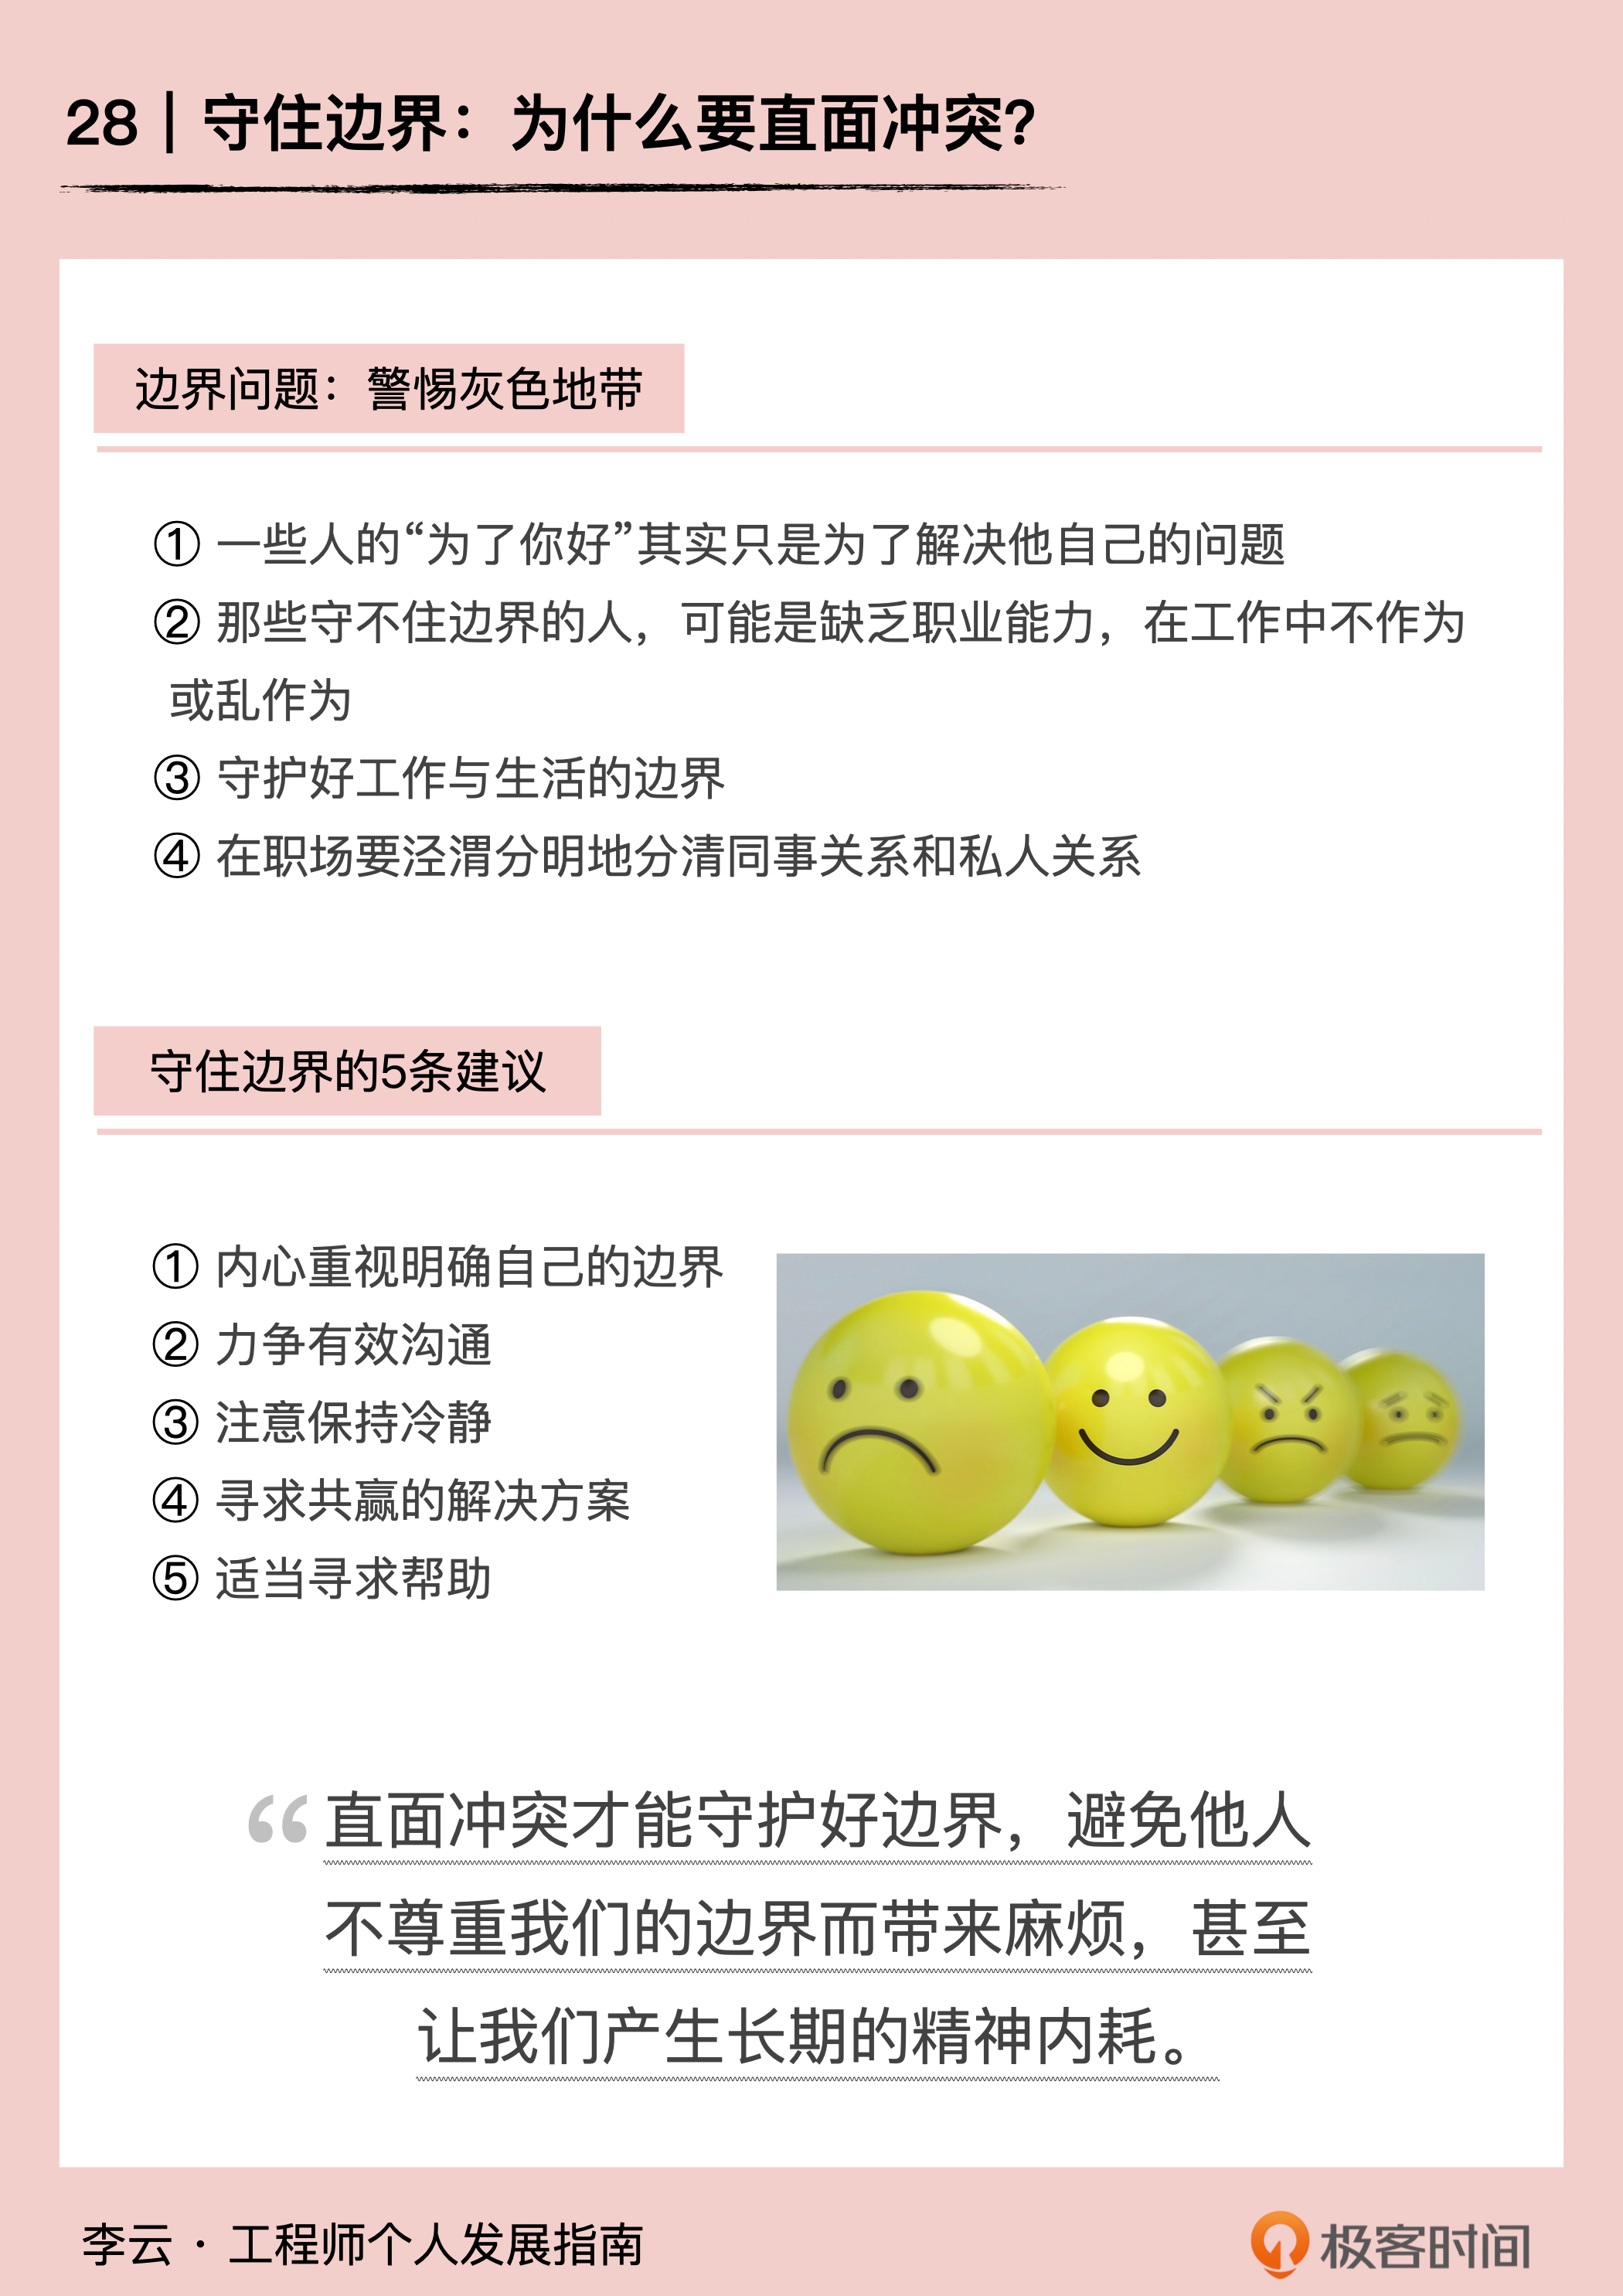 28｜守住边界：为什么要直面冲突？
边界问题：警惕灰色地带
① 一些人的“为了你好”其实只是为了解决他自己的问题
② 那些守不住边界的人，可能是缺乏职业能力，在工作中不作为
或乱作为
③ 守护好工作与生活的边界
④ 在职场要泾渭分明地分清同事关系和私人关系
守住边界的5条建议
① 内心重视明确自己的边界
② 力争有效沟通
③ 注意保持冷静
④ 寻求共赢的解决方案
⑤ 适当寻求帮助
“直面冲突才能守护好边界，避免他人
不尊重我们的边界而带来麻烦，甚至
让我们产生长期的精神内耗。
李云 · 工程师个人发展指南
极客时间